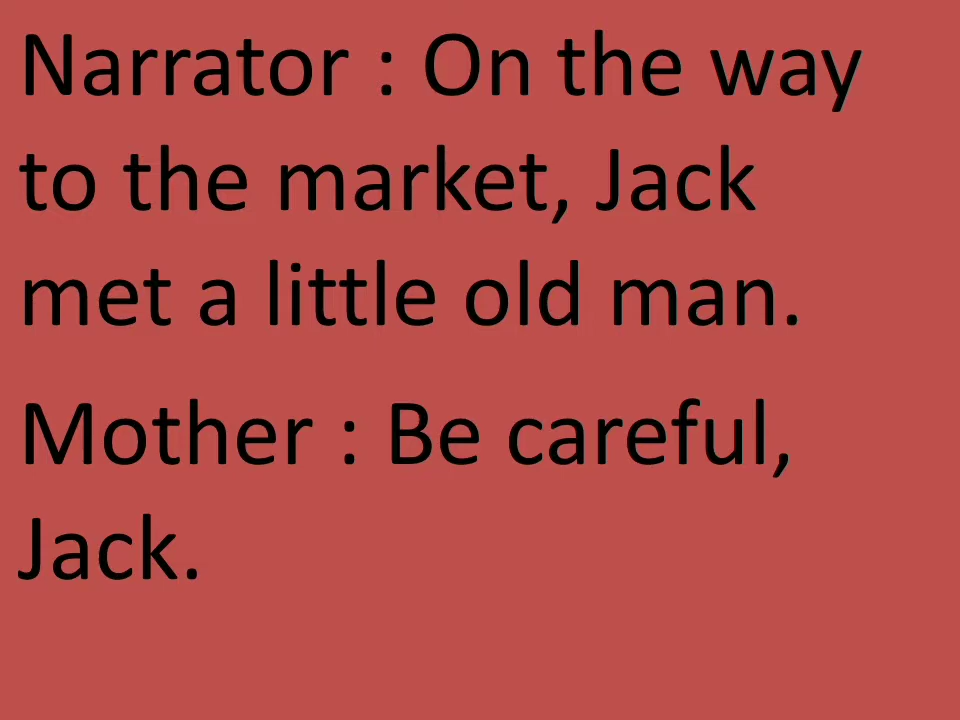 Narrator : On the way
to the market, Jack
met a little old man.
Mother : Be careful,
Jack.